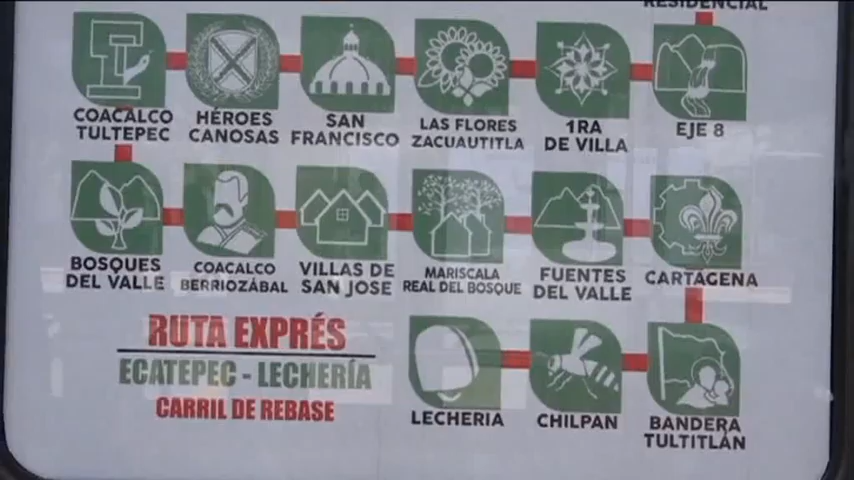 RESIDENCIAL
COACALCO
TULTEPEC
HÉROES
CANOSAS
SAN
FRANCISCO
LAS FLORES
ZACUAUTITLA
1RA
DE VILLA
EJE 8
BOSQUES
DEL VALLE
COACALCO
BERRIOZÁBAL
VILLAS DE
SAN JOSE
MARISCALA
REAL DEL BOSQUE
FUENTES
DEL VALLE
CARTAGENA
RUTA EXPRÉS
ECATEPEC - LECHERÍA
CARRIL DE REBASE
LECHERIA
CHILPAN
BANDERA
TULTITLÁN